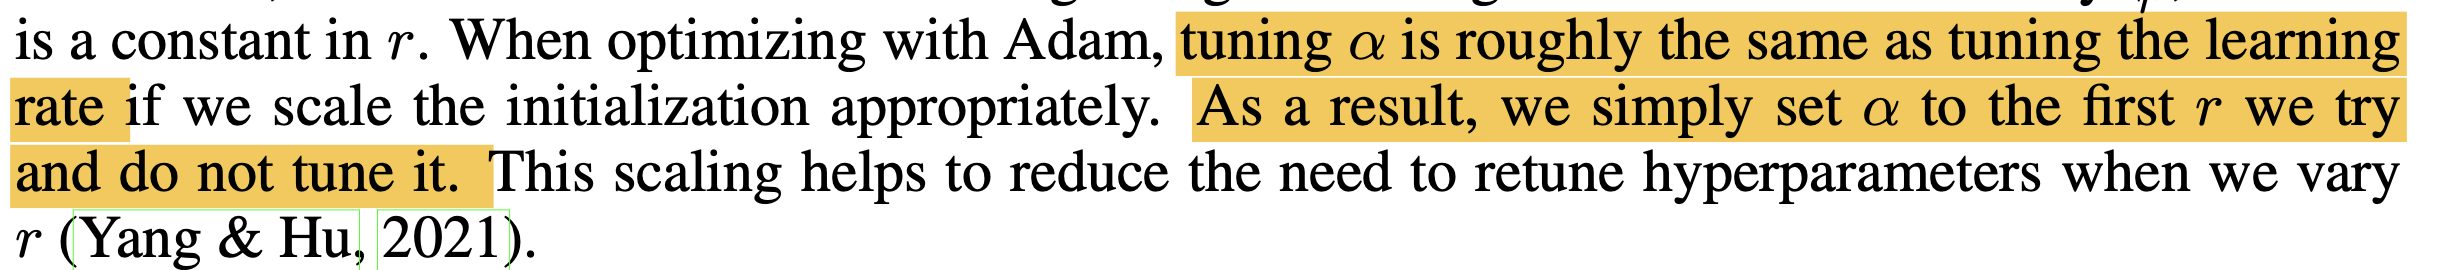 is a constant in r. When optimizing with Adam, tuning α is roughly the same as tuning the learning
rate if we scale the initialization appropriately. As a result, we simply set α to the first r we try
and do not tune it. This scaling helps to reduce the need to retune hyperparameters when we vary
r (Yang & Hu, 2021).